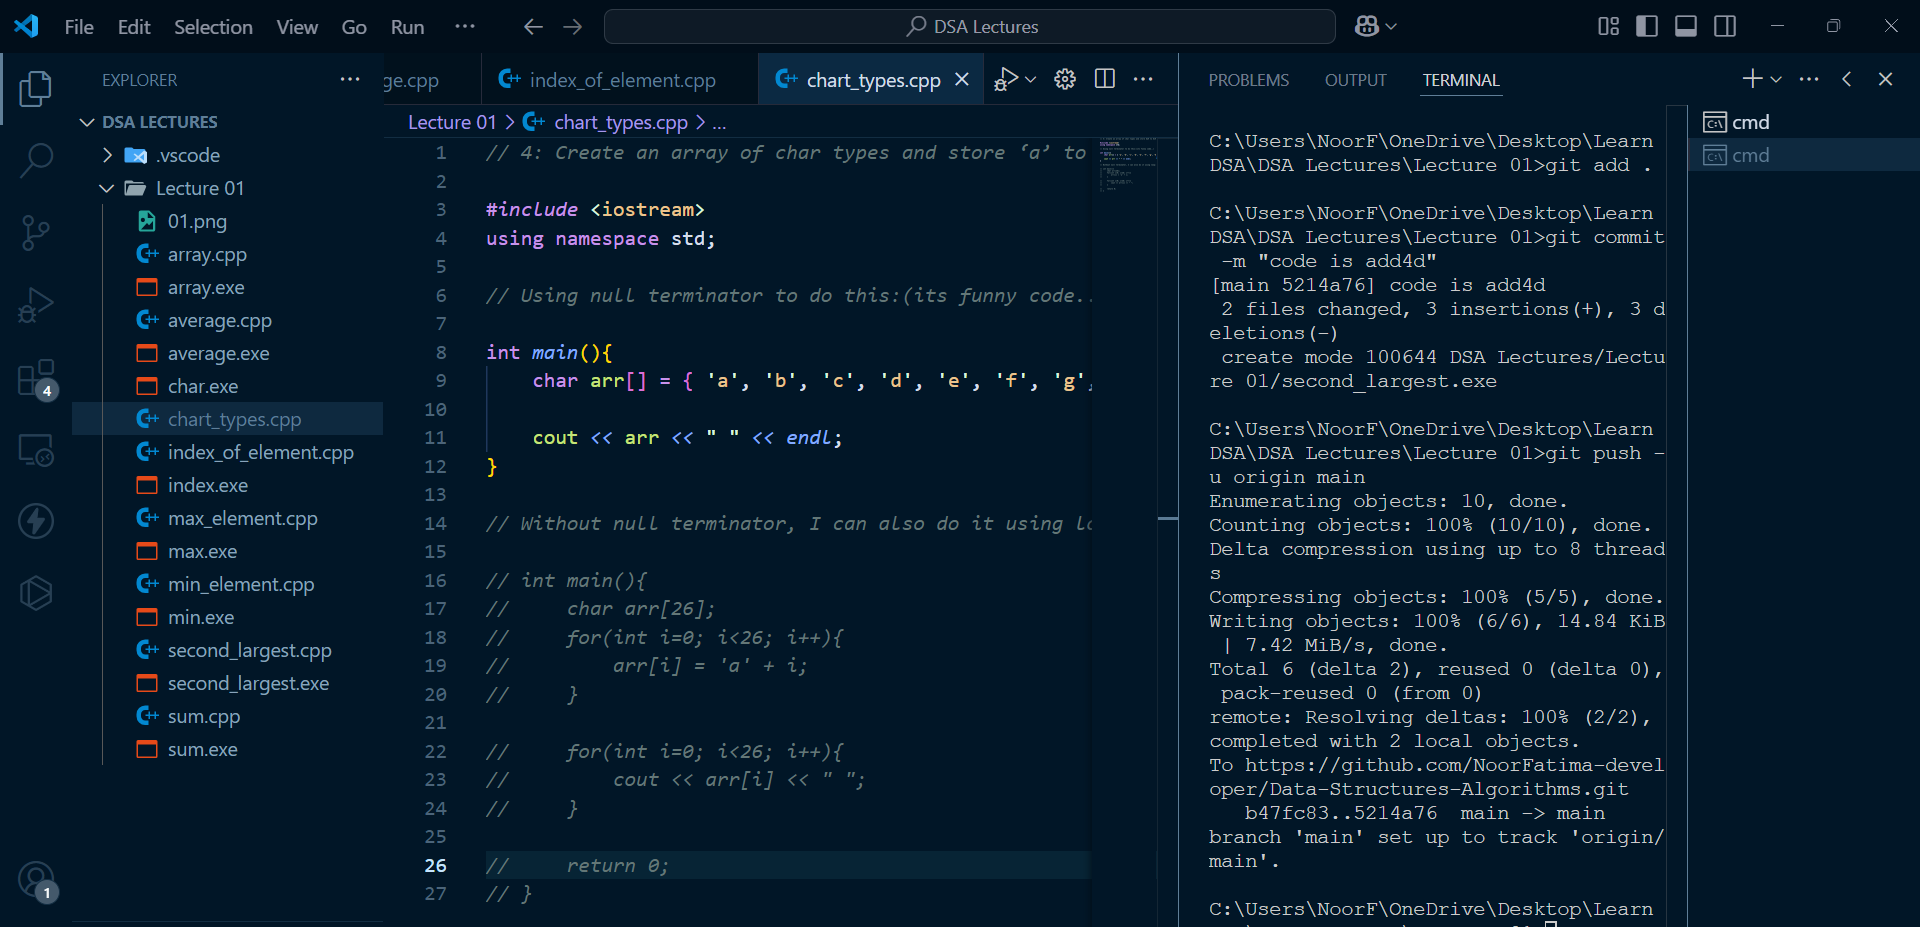 File Edit Selection View Go Run ··· DSA Lectures
EXPLORER ···
DSA LECTURES
.vscode
Lecture 01
01.png
array.cpp
array.exe
average.cpp
average.exe
char.exe
chart_types.cpp
index_of_element.cpp
index.exe
max_element.cpp
max.exe
min_element.cpp
min.exe
second_largest.cpp
second_largest.exe
sum.cpp
sum.exe
4
1
ge.cpp index_of_element.cpp chart_types.cpp
Lecture 01 > chart_types.cpp > ...
1 // 4: Create an array of char types and store ‘a’ to
2
3 #include <iostream>
4 using namespace std;
5
6 // Using null terminator to do this:(its funny code..
7
8 int main(){
9 char arr[] = { 'a', 'b', 'c', 'd', 'e', 'f', 'g',
10
11 cout << arr << " " << endl;
12 }
13
14 // Without null terminator, I can also do it using lo
15
16 // int main(){
17 // char arr[26];
18 // for(int i=0; i<26; i++){
19 // arr[i] = 'a' + i;
20 // }
21
22 // for(int i=0; i<26; i++){
23 // cout << arr[i] << " ";
24 // }
25
26 // return 0;
27 // }
PROBLEMS OUTPUT TERMINAL
C:\Users\NoorF\OneDrive\Desktop\Learn
DSA\DSA Lectures\Lecture 01>git add .
C:\Users\NoorF\OneDrive\Desktop\Learn
DSA\DSA Lectures\Lecture 01>git commit
-m "code is add4d"
[main 5214a76] code is add4d
2 files changed, 3 insertions(+), 3 d
eletions(-)
create mode 100644 DSA Lectures/Lectu
re 01/second_largest.exe
C:\Users\NoorF\OneDrive\Desktop\Learn
DSA\DSA Lectures\Lecture 01>git push -
u origin main
Enumerating objects: 10, done.
Counting objects: 100% (10/10), done.
Delta compression using up to 8 thread
s
Compressing objects: 100% (5/5), done.
Writing objects: 100% (6/6), 14.84 KiB
| 7.42 MiB/s, done.
Total 6 (delta 2), reused 0 (delta 0),
pack-reused 0 (from 0)
remote: Resolving deltas: 100% (2/2),
completed with 2 local objects.
To https://github.com/NoorFatima-devel
oper/Data-Structures-Algorithms.git
b47fc83..5214a76 main -> main
branch 'main' set up to track 'origin/
main'.
C:\Users\NoorF\OneDrive\Desktop\Learn
cmd
cmd